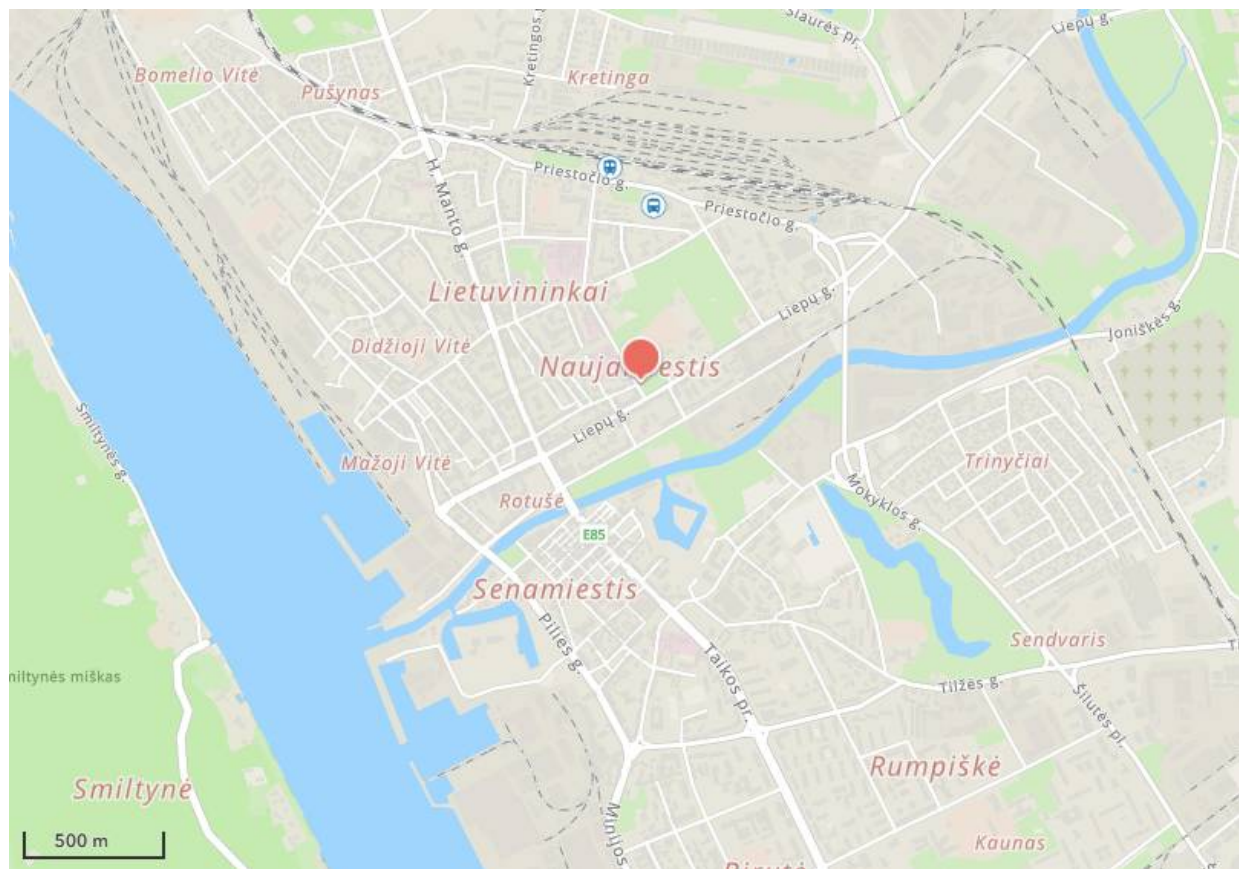 Šiaurės pr.
Liepų g.
Kretingos g.
Bomelio Vitė
Kretinga
Pušynas
H. Manto g.
Priestočio g.
Priestočio g.
Lietuvininkai
Liepų g.
Joniškės g.
Didžioji Vitė
Naujamiestis
Smiltynės g.
Liepų g.
Mažoji Vitė
Trinyčiai
Mokyklos g.
Rotušė
E85
Senamiestis
Pilies g.
Sendvaris
Taikos pr.
miltynės miškas
Tilžės g.
Šilutės pl.
Rumpiškė
Smiltynė
Minijos
500 m
Kaunas
Birutė